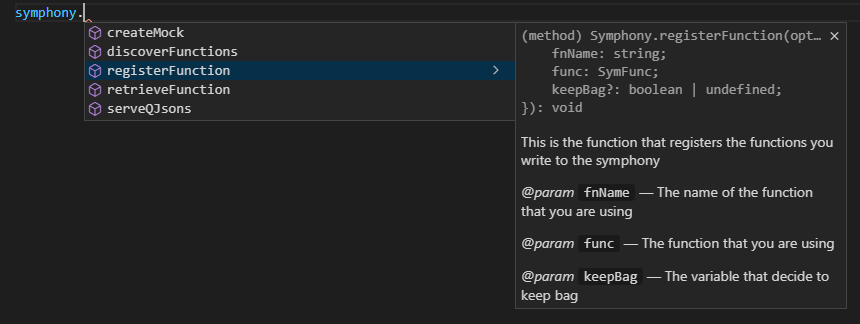 symphony.
createMock
discoverFunctions
registerFunction
retrieveFunction
serveQJsons
(method) Symphony.registerFunction(opt…
fnName: string;
func: SymFunc;
keepBag?: boolean | undefined;
}): void
This is the function that registers the functions you
write to the symphony
@param fnName — The name of the function
that you are using
@param func — The function that you are using
@param keepBag — The variable that decide to
keep bag